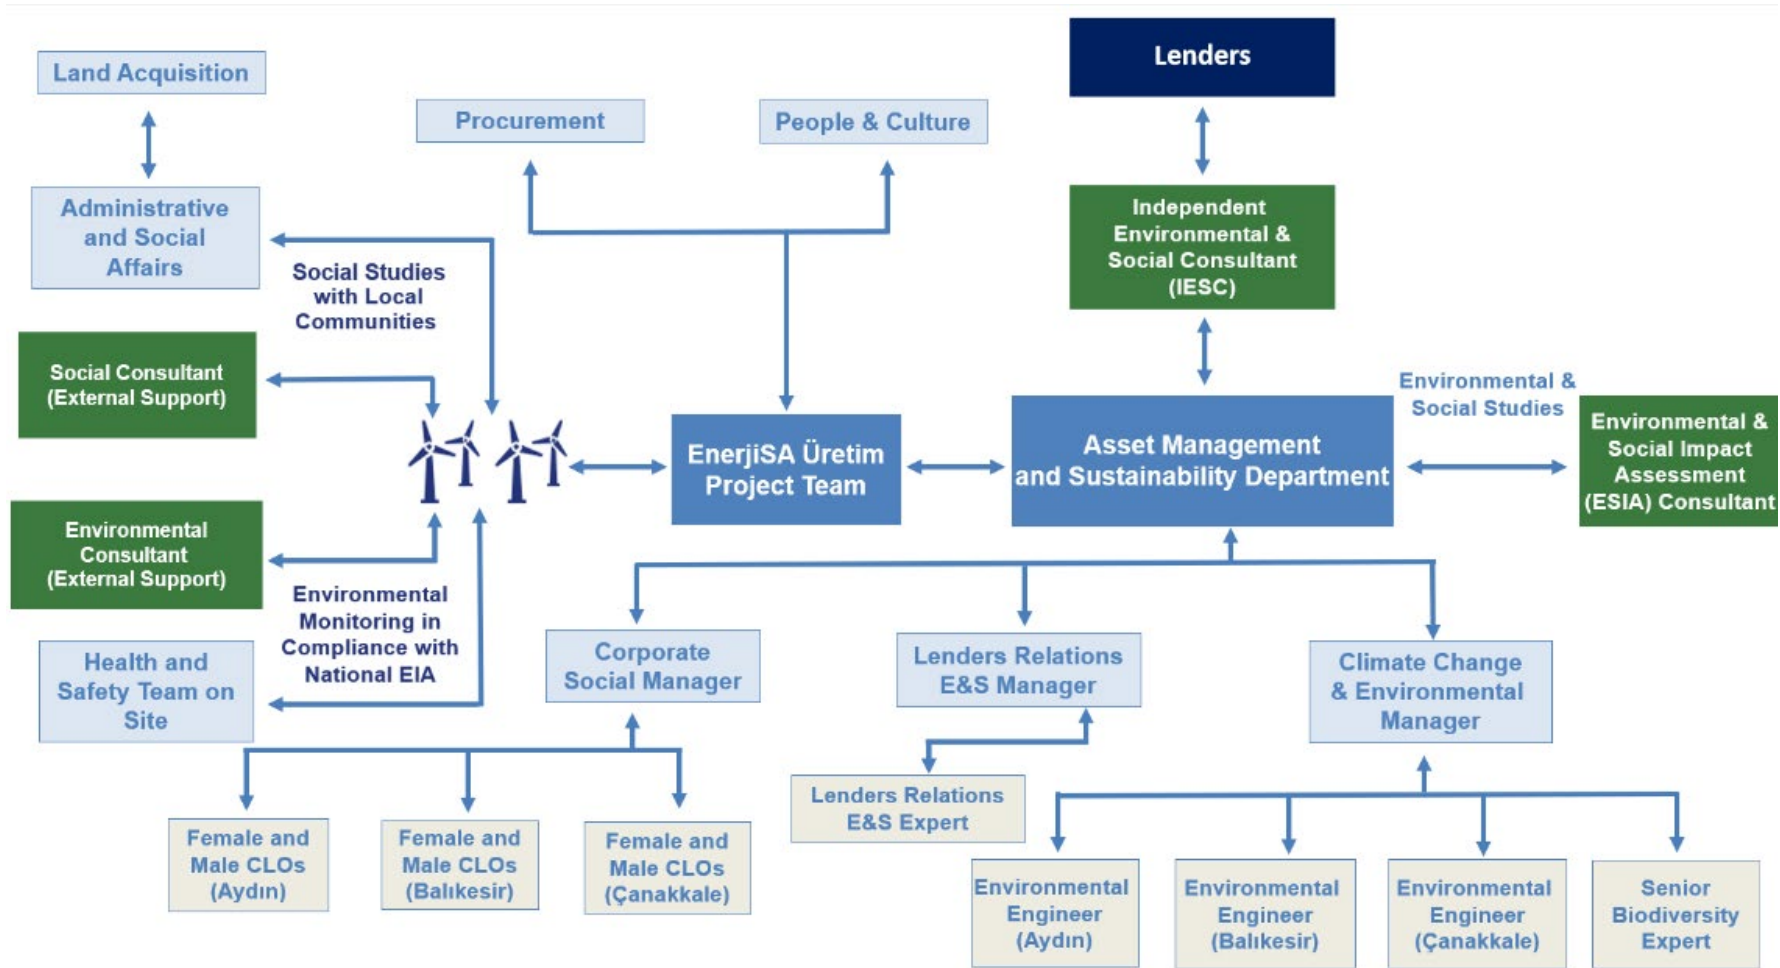 Land Acquisition
Lenders
Procurement
People & Culture
Administrative
and Social
Affairs
Independent
Environmental &
Social Consultant
(IESC)
Social Studies
with Local
Communities
Social Consultant
(External Support)
Environmental &
Social Studies
EnerjiSA Üretim
Project Team
Asset Management
and Sustainability Department
Environmental &
Social Impact
Assessment
(ESIA) Consultant
Environmental
Consultant
(External Support)
Environmental
Monitoring in
Compliance with
National EIA
Health and
Safety Team on
Site
Corporate
Social Manager
Lenders Relations
E&S Manager
Climate Change
& Environmental
Manager
Lenders Relations
E&S Expert
Female and
Male CLOs
(Aydın)
Female and
Male CLOs
(Balıkesir)
Female and
Male CLOs
(Çanakkale)
Environmental
Engineer
(Aydın)
Environmental
Engineer
(Balıkesir)
Environmental
Engineer
(Çanakkale)
Senior
Biodiversity
Expert